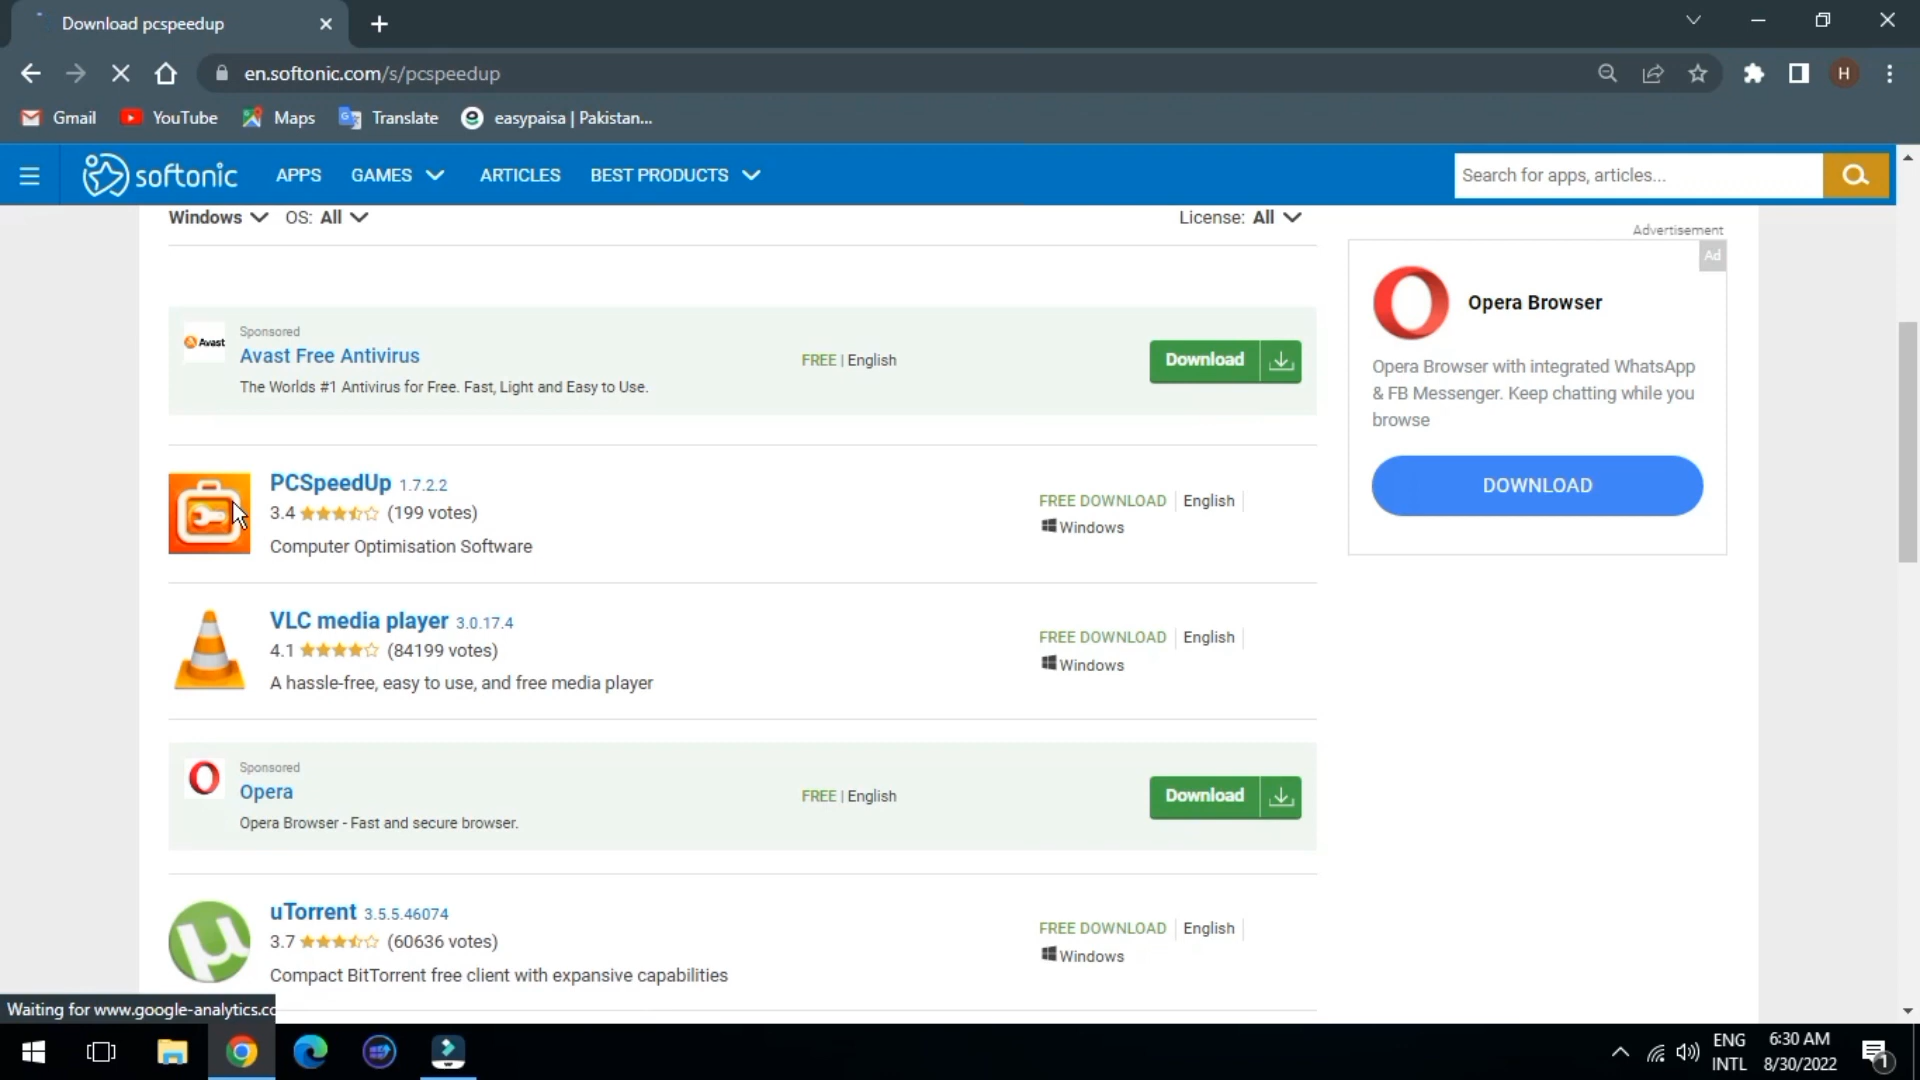 Download pcspeedup
en.softonic.com/s/pcspeedup
H
Gmail YouTube Maps Translate easypaisa | Pakistan...
softonic APPS GAMES ARTICLES BEST PRODUCTS Search for apps, articles...
Windows OS: All License: All
Advertisement
Ad
Opera Browser
Opera Browser with integrated WhatsApp
& FB Messenger. Keep chatting while you
browse
DOWNLOAD
Sponsored
Avast
Avast Free Antivirus
The Worlds #1 Antivirus for Free. Fast, Light and Easy to Use.
FREE | English
Download
PCSpeedUp 1.7.2.2
3.4 (199 votes)
Computer Optimisation Software
FREE DOWNLOAD English
Windows
VLC media player 3.0.17.4
4.1 (84199 votes)
A hassle-free, easy to use, and free media player
FREE DOWNLOAD English
Windows
Sponsored
Opera
Opera Browser - Fast and secure browser.
FREE | English
Download
uTorrent 3.5.5.46074
3.7 (60636 votes)
Compact BitTorrent free client with expansive capabilities
FREE DOWNLOAD English
Windows
Waiting for www.google-analytics.co
ENG
INTL
6:30 AM
8/30/2022
1